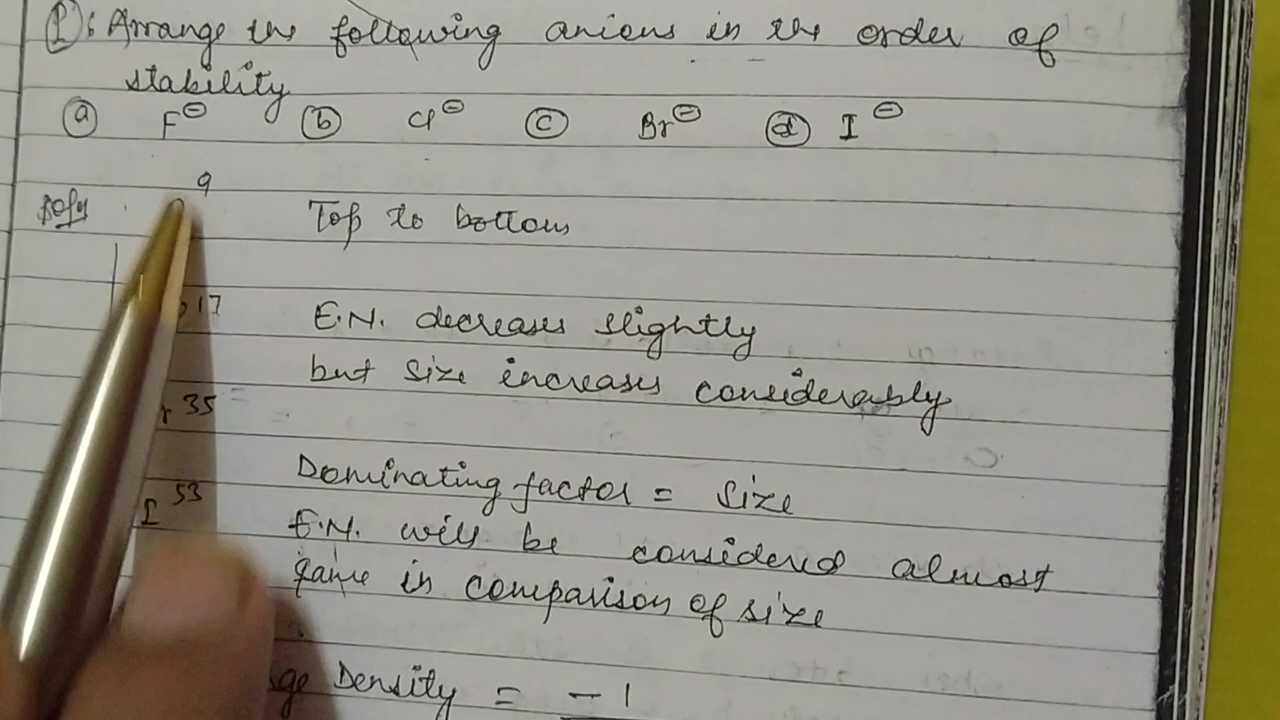 Q: Arrange the following anions in the order of
stability
(a) F⊖ (b) Cl⊖ (c) Br⊖ (d) I⊖
9
Soln Top to bottom
17 E.N. decreases slightly
but size increases considerably
35
Dominating factor = size
I 53
E.N. will be considered almost
same in comparison of size
Density = -1